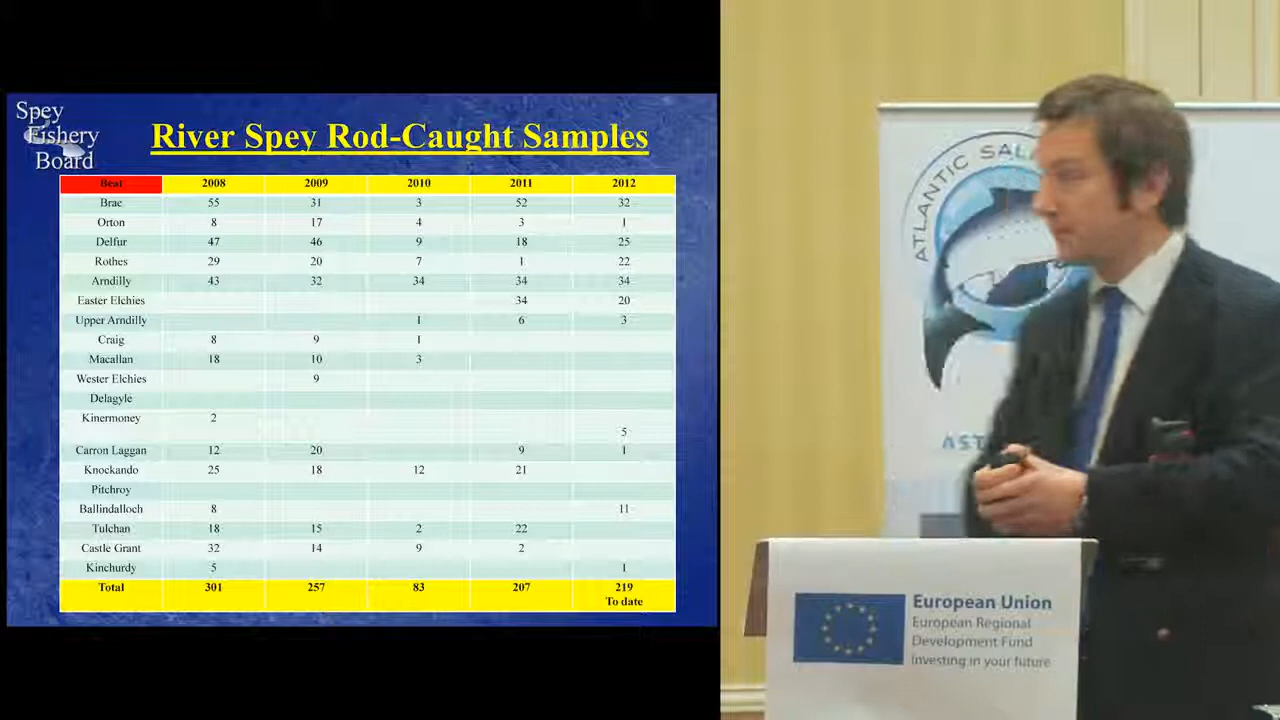 Spey
Fishery
Board
River Spey Rod-Caught Samples
Beat 2008 2009 2010 2011 2012
Brae 55 31 3 52 32
Orton 8 17 4 3 1
Delfur 47 46 9 18 25
Rothes 29 20 7 1 22
Arndilly 43 32 34 34 34
Easter Elchies 34 20
Upper Arndilly 1 6 3
Craig 8 9 1
Macallan 18 10 3
Wester Elchies 9
Delagyle
Kinermoney 2
5
Carron Laggan 12 20 9 1
Knockando 25 18 12 21
Pitchroy
Ballindalloch 8 11
Tulchan 18 15 2 22
Castle Grant 32 14 9 2
Kinchurdy 5 1
Total 301 257 83 207 219
To date
ATLANTIC SAL
AST
European Union
European Regional
Development Fund
Investing in your future